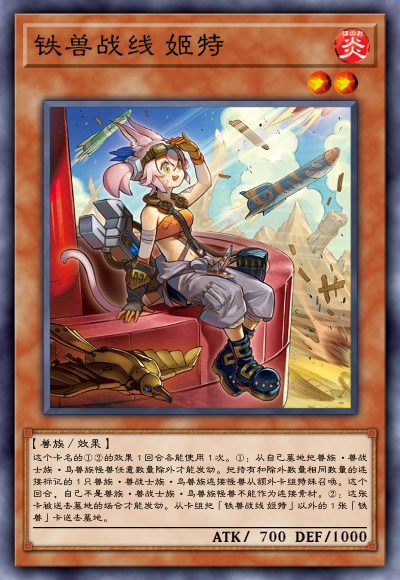 铁兽战线 姬特
ほのお
炎
【兽族／效果】
这个卡名的①②的效果1回合各能使用1次。①：从自己墓地把兽族・兽战
士族・鸟兽族怪兽任意数量除外才能发动。把持有和除外数量相同数量的连
接标记的1只兽族・兽战士族・鸟兽族连接怪兽从额外卡组特殊召唤。这个
回合，自己不是兽族・兽战士族・鸟兽族怪兽不能作为连接素材。②：这张
卡被送去墓地的场合才能发动。从卡组把「铁兽战线 姬特」以外的1张「铁
兽」卡送去墓地。
ATK/ 700 DEF/1000